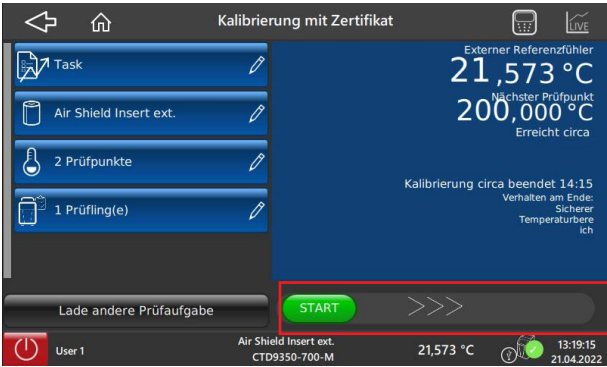 Kalibrierung mit Zertifikat
LIVE
Task
Air Shield Insert ext.
2 Prüfpunkte
1 Prüfling(e)
Externer Referenzfühler
21,573 °C
Nächster Prüfpunkt
200,000 °C
Erreicht circa
Kalibrierung circa beendet 14:15
Verhalten am Ende:
Sicherer
Temperaturbere
ich
Lade andere Prüfaufgabe
START
User 1
Air Shield Insert ext.
CTD9350-700-M
21,573 °C
13:19:15
21.04.2022